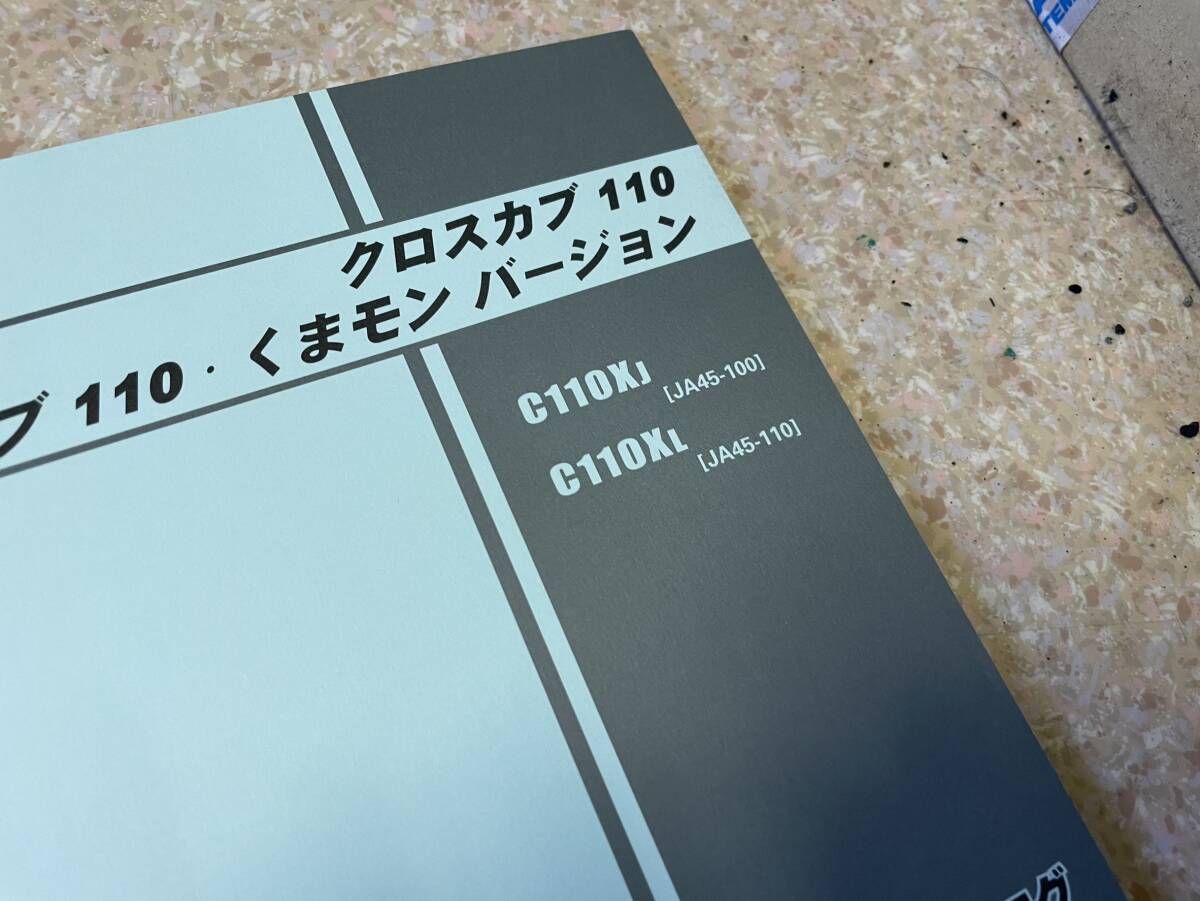 クロスカブ 110
ブ 110・くまモン バージョン
C110XJ [JA45-100]
C110XL [JA45-110]